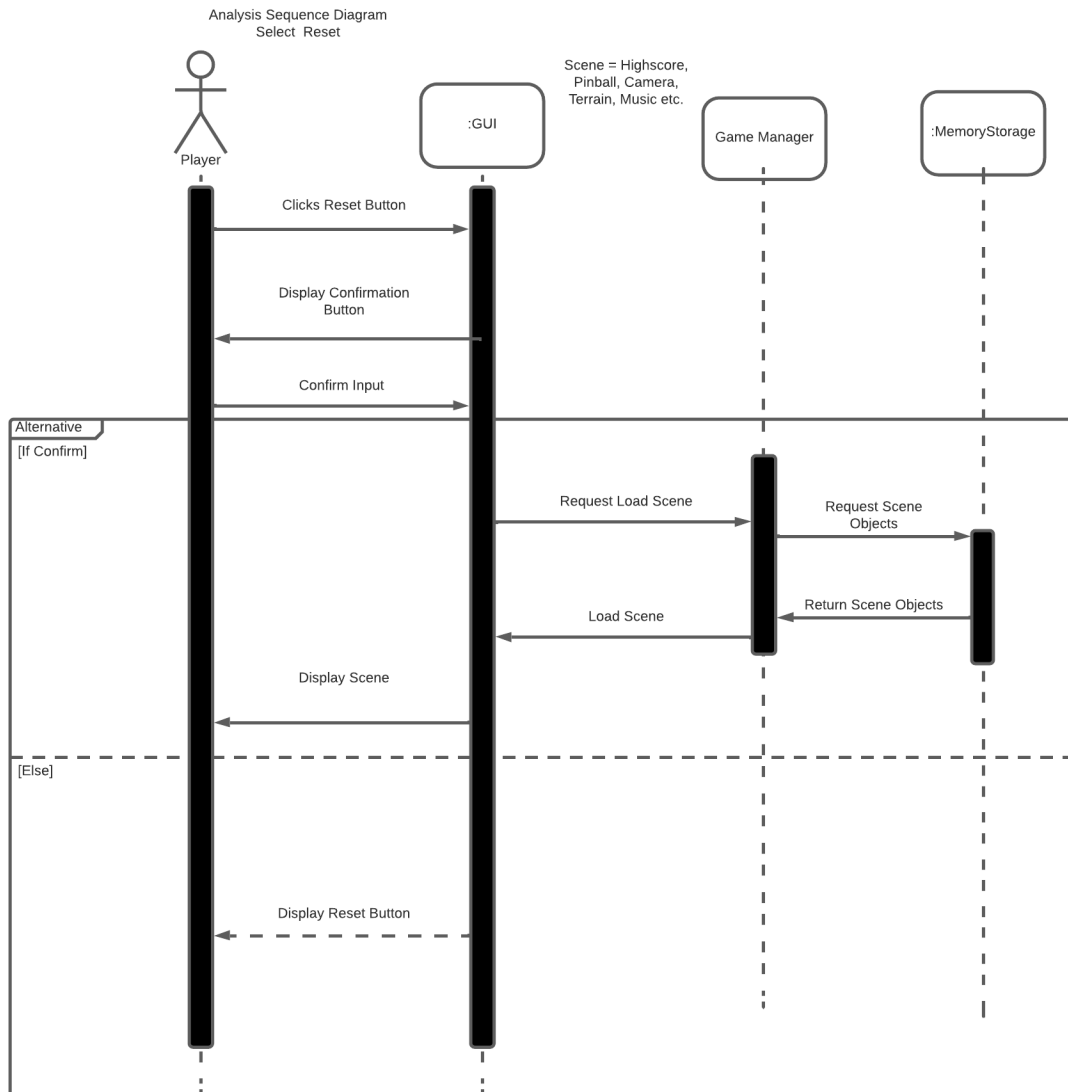 Analysis Sequence Diagram
Select Reset
Scene = Highscore,
Pinball, Camera,
Terrain, Music etc.
:GUI
Game Manager
:MemoryStorage
Player
Clicks Reset Button
Display Confirmation
Button
Confirm Input
Alternative
[If Confirm]
Request Load Scene
Request Scene
Objects
Return Scene Objects
Load Scene
Display Scene
[Else]
Display Reset Button